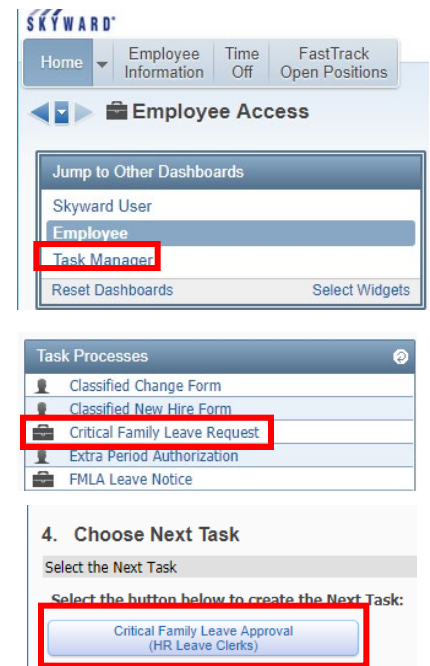 SKYWARD
Home
Employee Information
Time Off
FastTrack Open Positions
Employee Access
Jump to Other Dashboards
Skyward User
Employee
Task Manager
Reset Dashboards Select Widgets
Task Processes
Classified Change Form
Classified New Hire Form
Critical Family Leave Request
Extra Period Authorization
FMLA Leave Notice
4. Choose Next Task
Select the Next Task
Select the button below to create the Next Task:
Critical Family Leave Approval
(HR Leave Clerks)